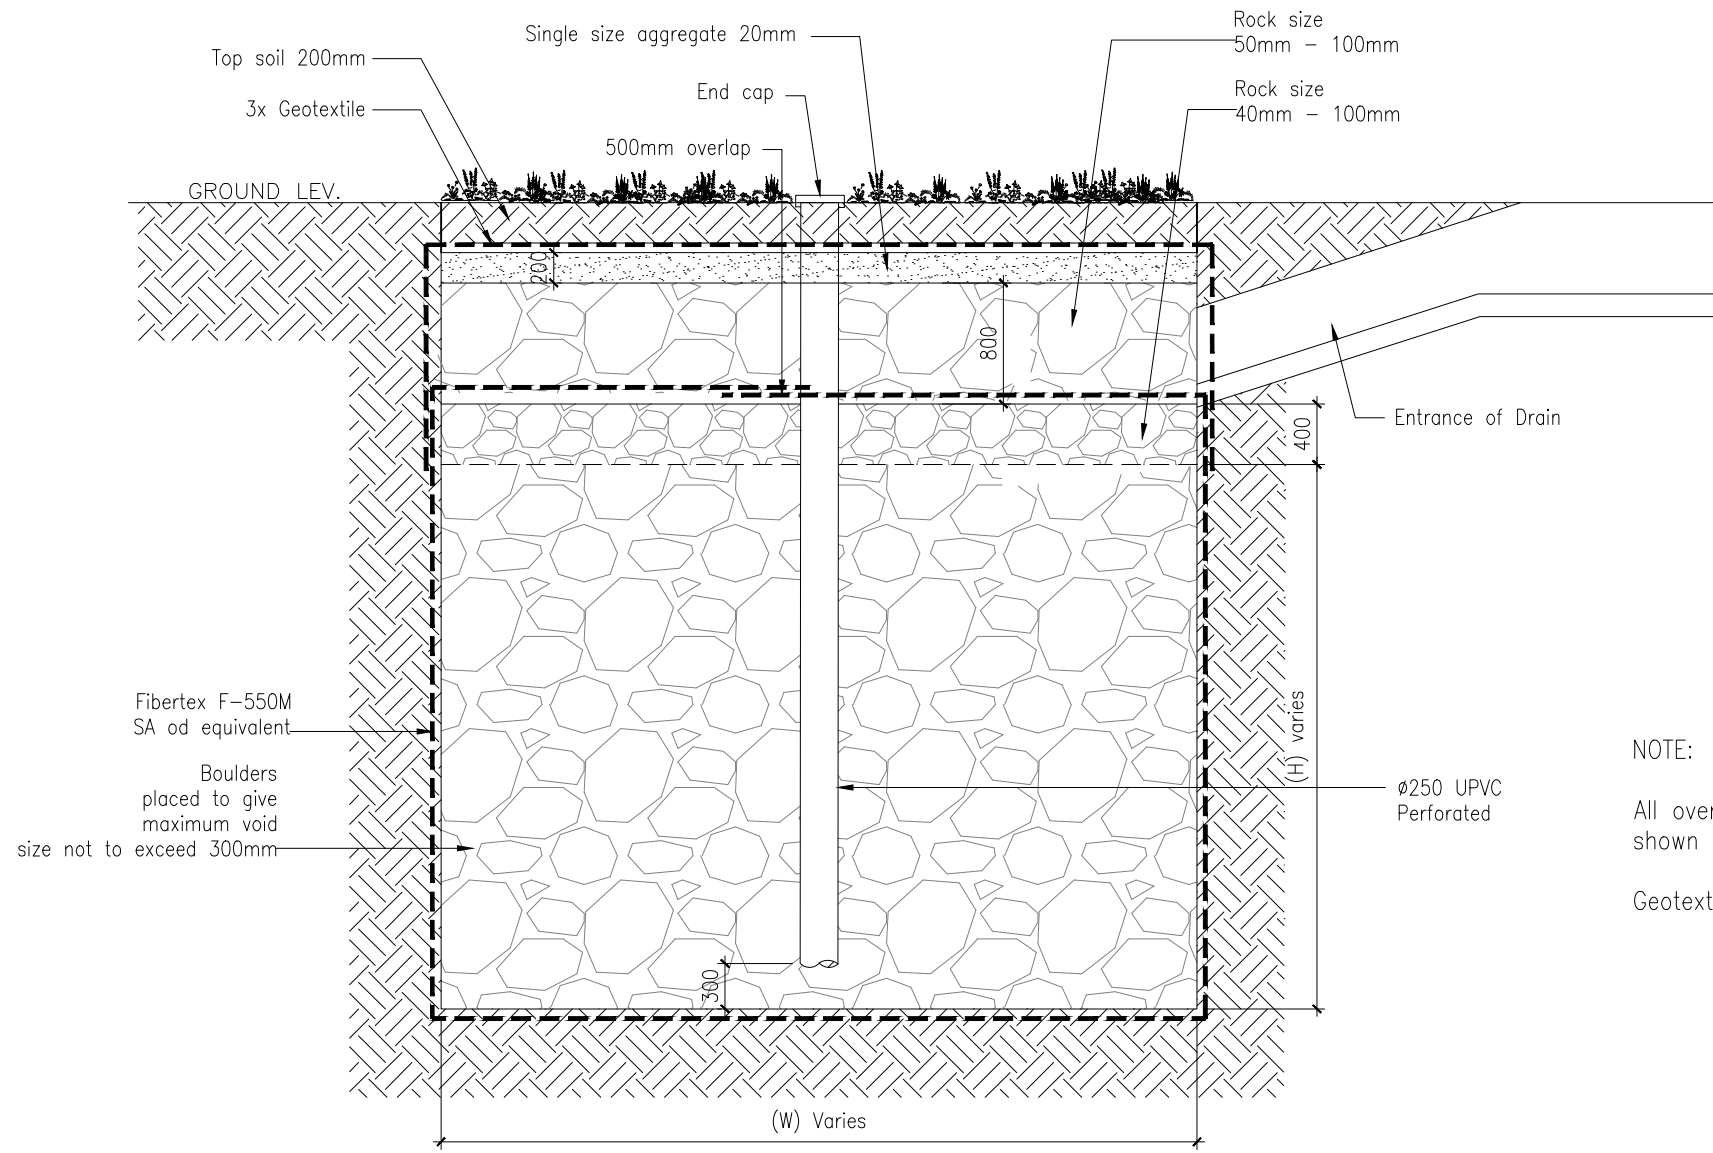 Rock size
50mm - 100mm
Single size aggregate 20mm
Top soil 200mm
End cap
Rock size
40mm - 100mm
3x Geotextile
500mm overlap
GROUND LEV.
200
800
Entrance of Drain
400
Fibertex F-550M
SA od equivalent
(H) varies
NOTE:
Boulders
placed to give
maximum void
size not to exceed 300mm
ø250 UPVC
Perforated
All over
shown
Geotext
300
(W) Varies